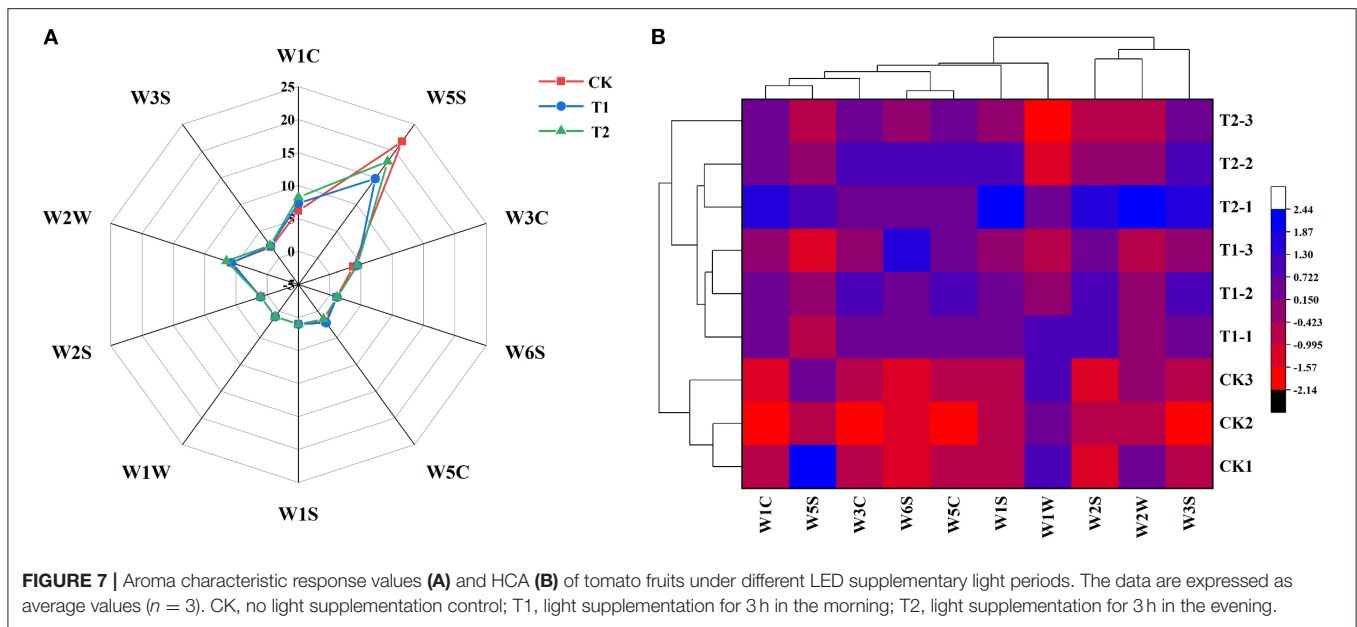 A
W1C
W5S
W3C
W6S
W5C
W1S
W1W
W2S
W2W
W3S
25
20
15
10
5
0
-5
CK
T1
T2
B
T2-3
T2-2
T2-1
T1-3
T1-2
T1-1
CK3
CK2
CK1
W1C W5S W3C W6S W5C W1S W1W W2S W2W W3S
2.44
1.87
1.30
0.722
0.150
-0.423
-0.995
-1.57
-2.14
FIGURE 7 | Aroma characteristic response values (A) and HCA (B) of tomato fruits under different LED supplementary light periods. The data are expressed as
average values (n = 3). CK, no light supplementation control; T1, light supplementation for 3 h in the morning; T2, light supplementation for 3 h in the evening.